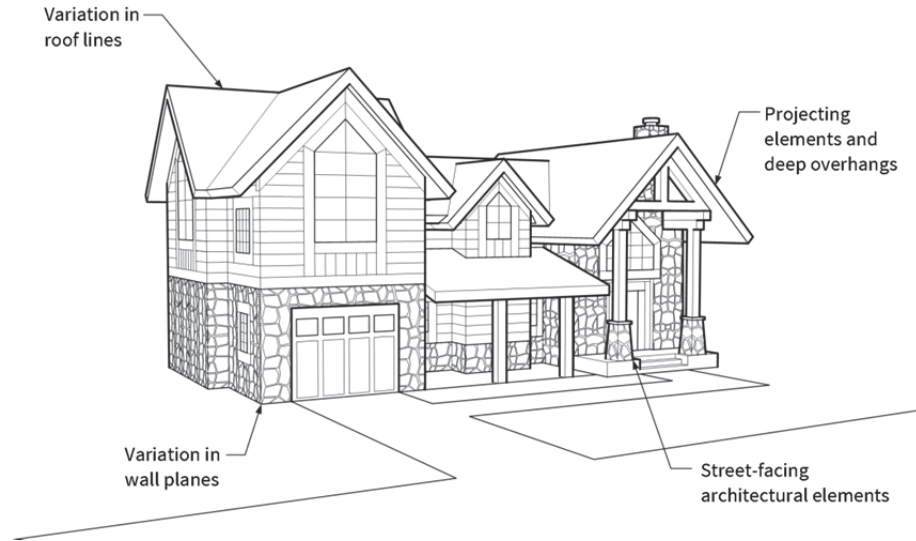 Variation in
roof lines
Projecting
elements and
deep overhangs
Variation in
wall planes
Street-facing
architectural elements